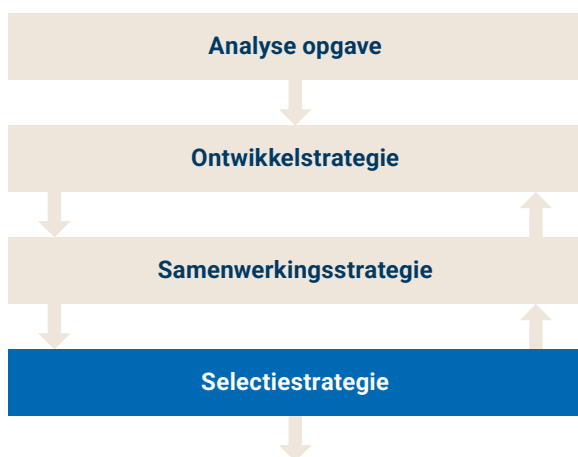 Analyse opgave
Ontwikkelstrategie
Samenwerkingsstrategie
Selectiestrategie